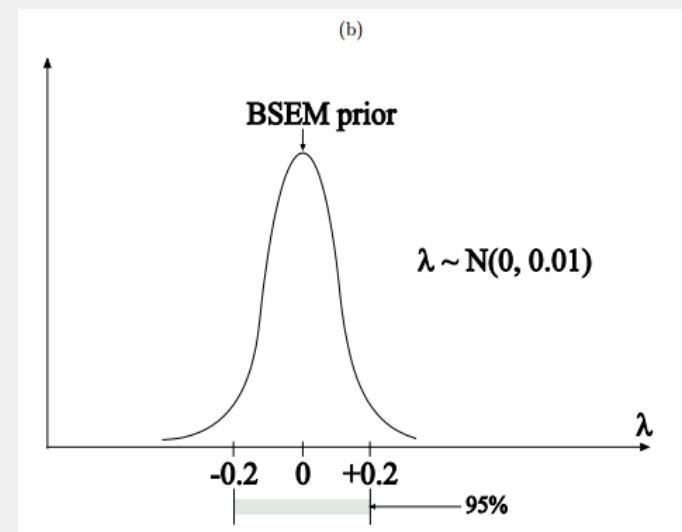 (b)
BSEM prior
λ ~ N(0, 0.01)
λ
-0.2 0 +0.2
95%